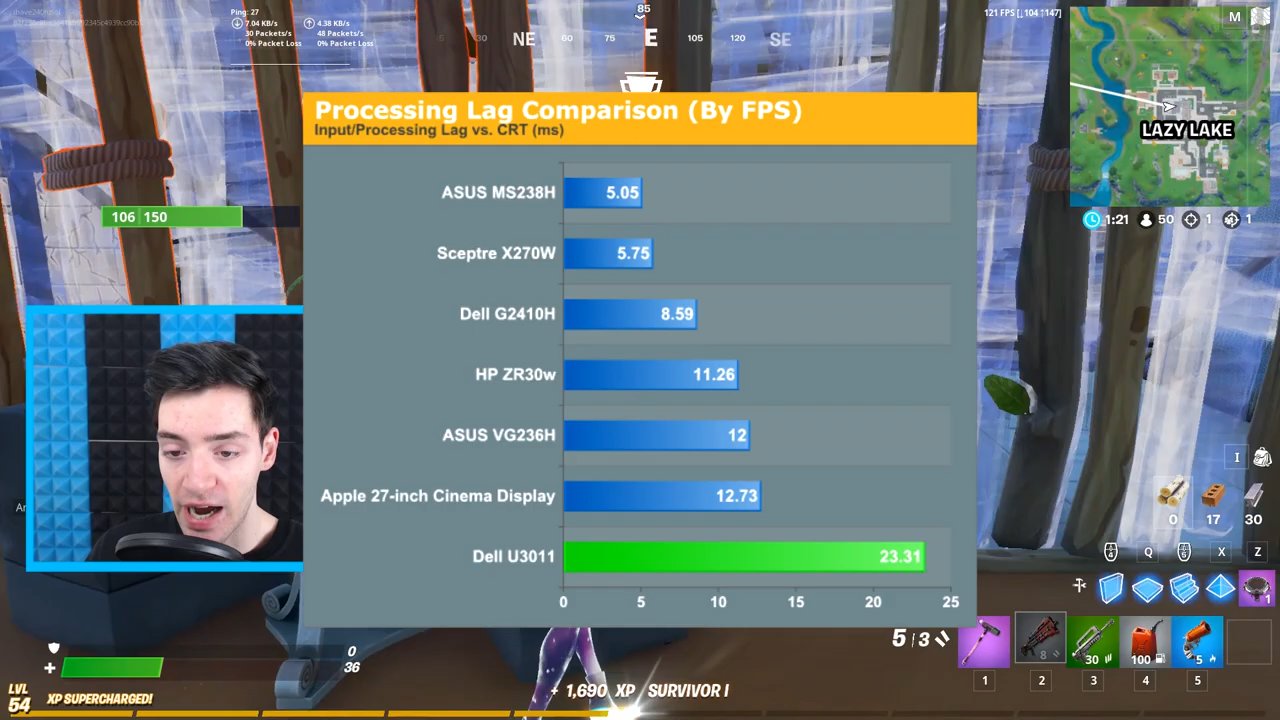 Ping: 27
7.04 KB/s 4.38 KB/s
30 Packets/s 48 Packets/s
0% Packet Loss 0% Packet Loss
85
30 NE 60 75 E 105 120 SE
121 FPS [↓104↑147]
M
LAZY LAKE
1:21 50 1 1
106 | 150
Processing Lag Comparison (By FPS)
Input/Processing Lag vs. CRT (ms)
ASUS MS238H 5.05
Sceptre X270W 5.75
Dell G2410H 8.59
HP ZR30w 11.26
ASUS VG236H 12
Apple 27-inch Cinema Display 12.73
Dell U3011 23.31
0 5 10 15 20 25
I
0 17 30
Q X Z
1
5 | 3
8 30 100 5
1 2 3 4 5
0
36
LVL
54
XP SUPERCHARGED!
+ 1,690 XP SURVIVOR I